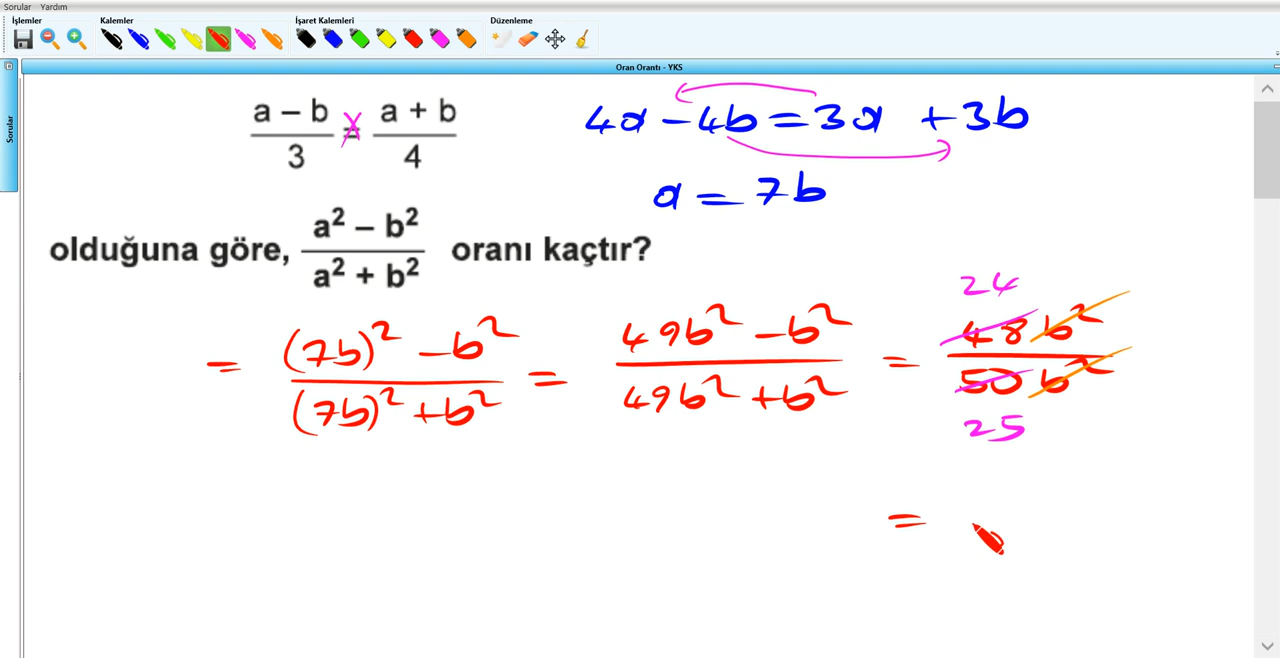 Sorular Yardım
İşlemler Kalemler İşaret Kalemleri Düzenleme
Oran Orantı - YKS
Sorular
(a − b)/3 = (a + b)/4
4a − 4b = 3a + 3b
a = 7b
olduğuna göre, (a² − b²)/(a² + b²) oranı kaçtır?
= ((7b)² − b²)/((7b)² + b²) = (49b² − b²)/(49b² + b²) = 48b²/50b²
24
25
=